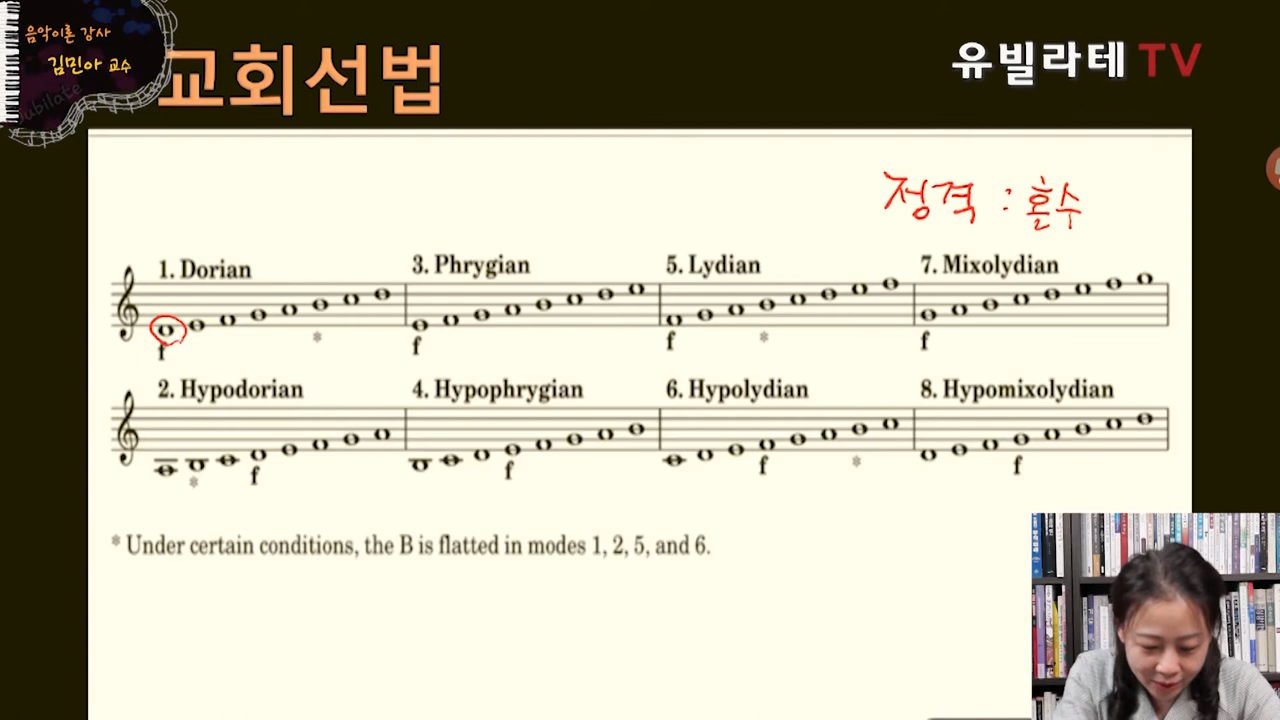 음악이론 강사
김민아 교수
Jubilate
교회선법
유빌라테 TV
정격 : 홀수
1. Dorian
3. Phrygian
5. Lydian
7. Mixolydian
*
*
f
f
f
f
2. Hypodorian
4. Hypophrygian
6. Hypolydian
8. Hypomixolydian
*
f
f
f
*
f
* Under certain conditions, the B is flatted in modes 1, 2, 5, and 6.